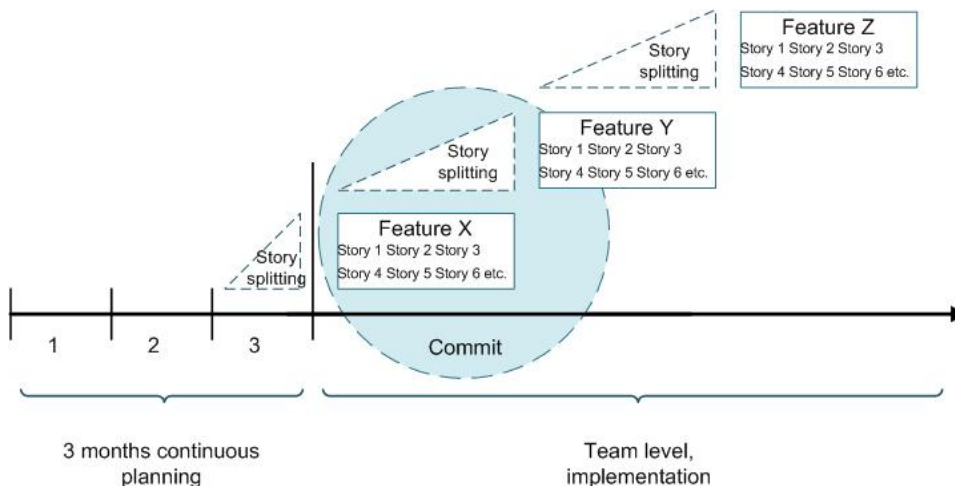 Feature Z
Story 1 Story 2 Story 3
Story 4 Story 5 Story 6 etc.
Story
splitting
Feature Y
Story 1 Story 2 Story 3
Story 4 Story 5 Story 6 etc.
Story
splitting
Feature X
Story 1 Story 2 Story 3
Story 4 Story 5 Story 6 etc.
Story
splitting
1
2
3
Commit
3 months continuous
planning
Team level,
implementation